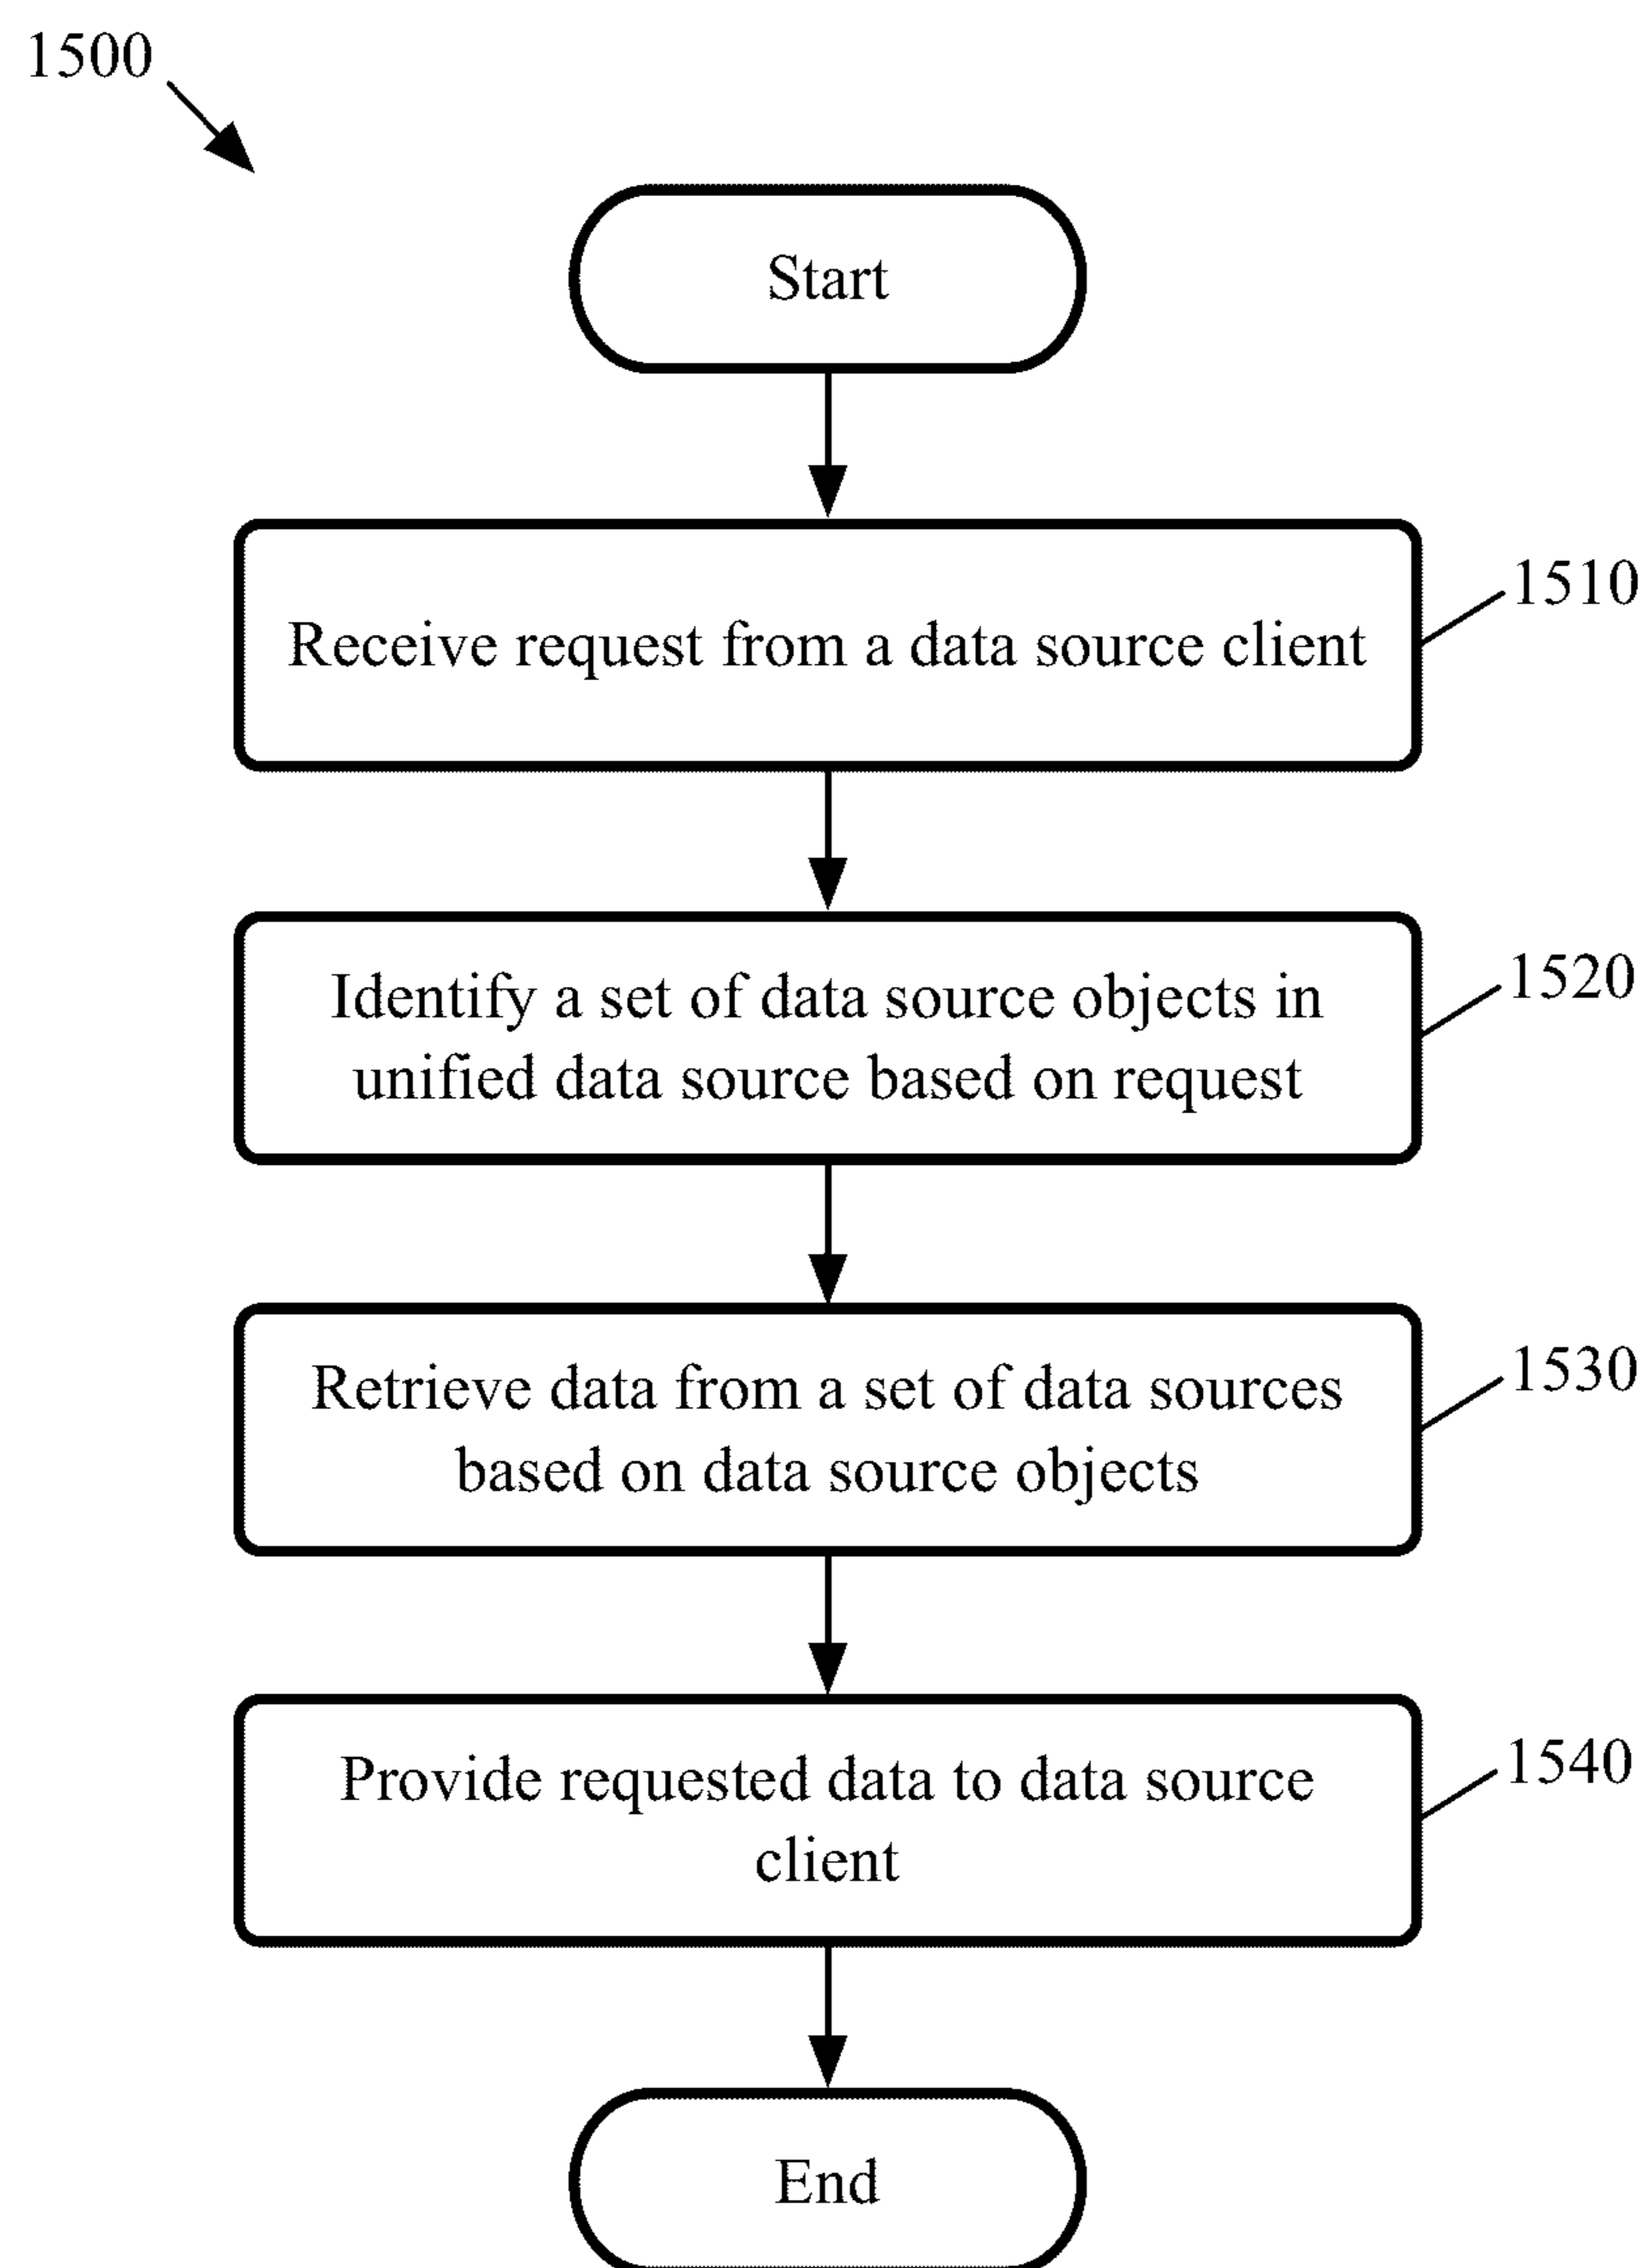 1500
Start
Receive request from a data source client
1510
Identify a set of data source objects in
unified data source based on request
1520
Retrieve data from a set of data sources
based on data source objects
1530
Provide requested data to data source
client
1540
End